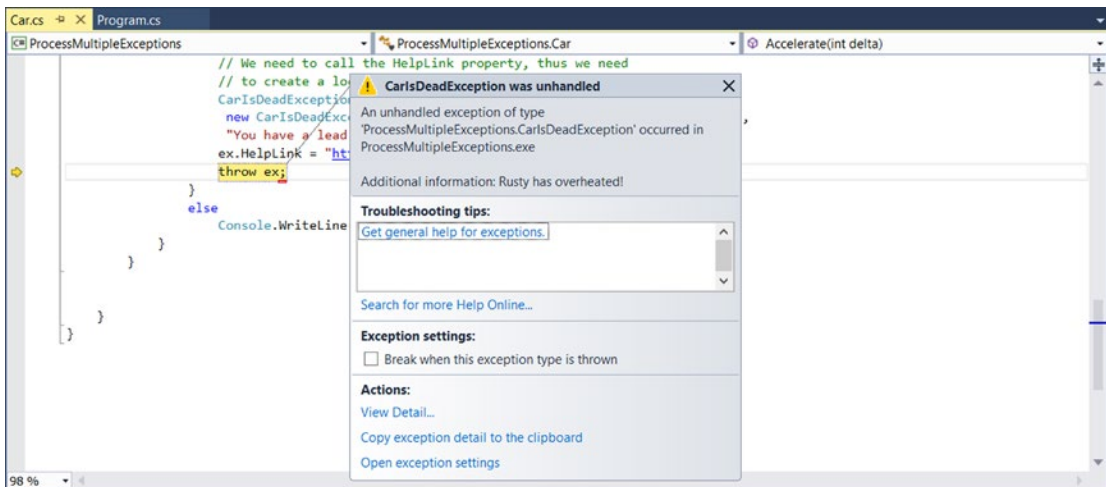 Car.cs Program.cs
ProcessMultipleExceptions ProcessMultipleExceptions.Car Accelerate(int delta)
// We need to call the HelpLink property, thus we need
// to create a lo
CarIsDeadException
new CarIsDeadExc ,
"You have a lead
ex.HelpLink = "ht
throw ex;
}
else
Console.WriteLine
}
}
}
}
CarIsDeadException was unhandled
An unhandled exception of type
'ProcessMultipleExceptions.CarIsDeadException' occurred in
ProcessMultipleExceptions.exe
Additional information: Rusty has overheated!
Troubleshooting tips:
Get general help for exceptions.
Search for more Help Online...
Exception settings:
Break when this exception type is thrown
Actions:
View Detail...
Copy exception detail to the clipboard
Open exception settings
98 %